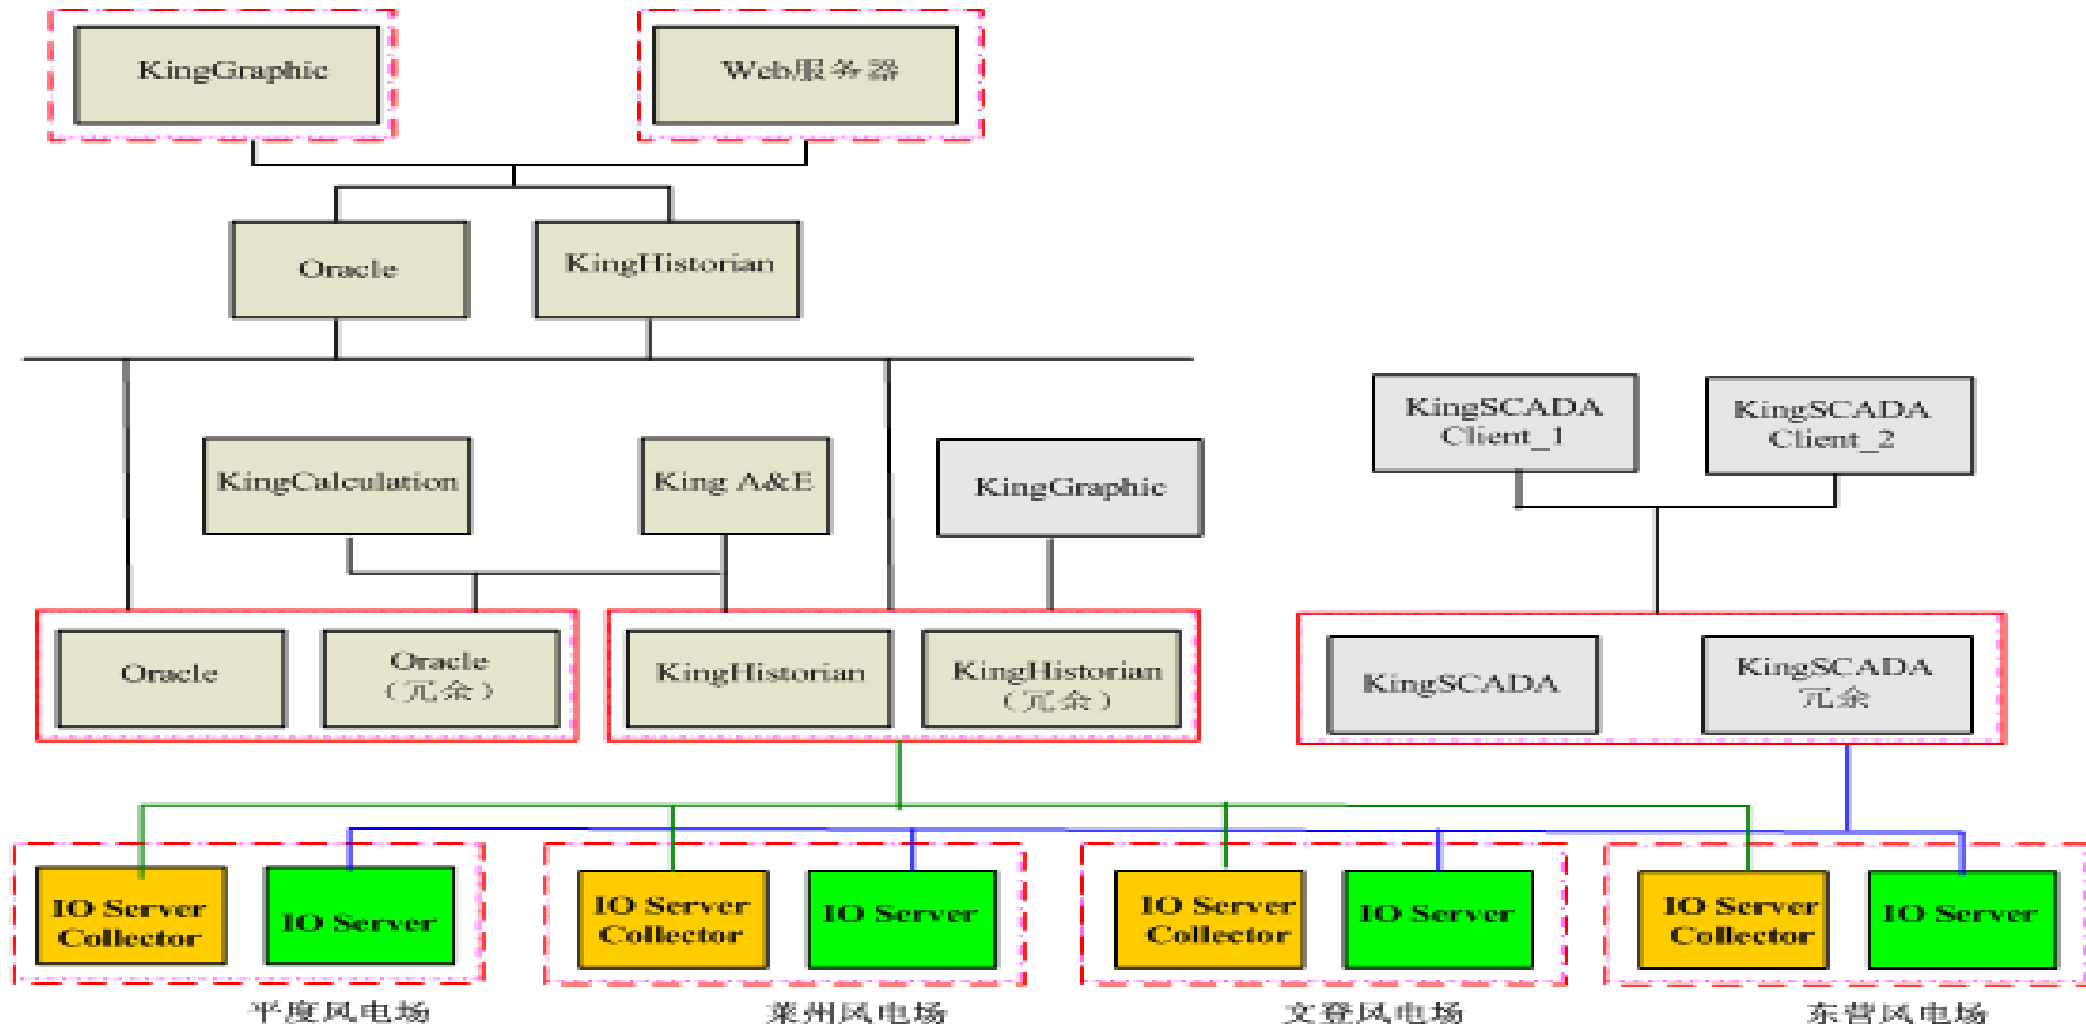 KingGraphic
Web服务器
Oracle
KingHistorian
KingSCADA
Client_1
KingSCADA
Client_2
KingCalculation
King A&E
KingGraphic
Oracle
Oracle
（冗余）
KingHistorian
KingHistorian
（冗余）
KingSCADA
KingSCADA
冗余
IO Server
Collector
IO Server
IO Server
Collector
IO Server
IO Server
Collector
IO Server
IO Server
Collector
IO Server
平度风电场
莱州风电场
文登风电场
东营风电场